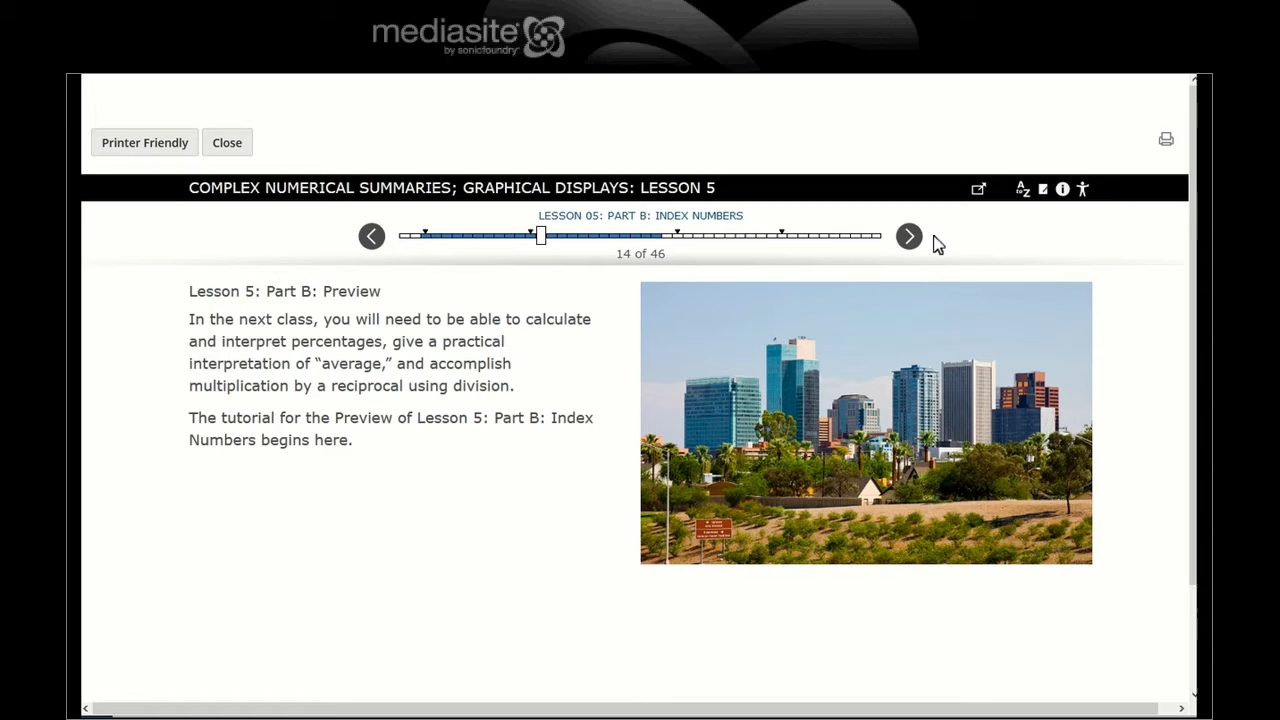 mediasite
by sonicfoundry
Printer Friendly
Close
COMPLEX NUMERICAL SUMMARIES; GRAPHICAL DISPLAYS: LESSON 5
A to Z
LESSON 05: PART B: INDEX NUMBERS
14 of 46
Lesson 5: Part B: Preview
In the next class, you will need to be able to calculate
and interpret percentages, give a practical
interpretation of “average,” and accomplish
multiplication by a reciprocal using division.
The tutorial for the Preview of Lesson 5: Part B: Index
Numbers begins here.